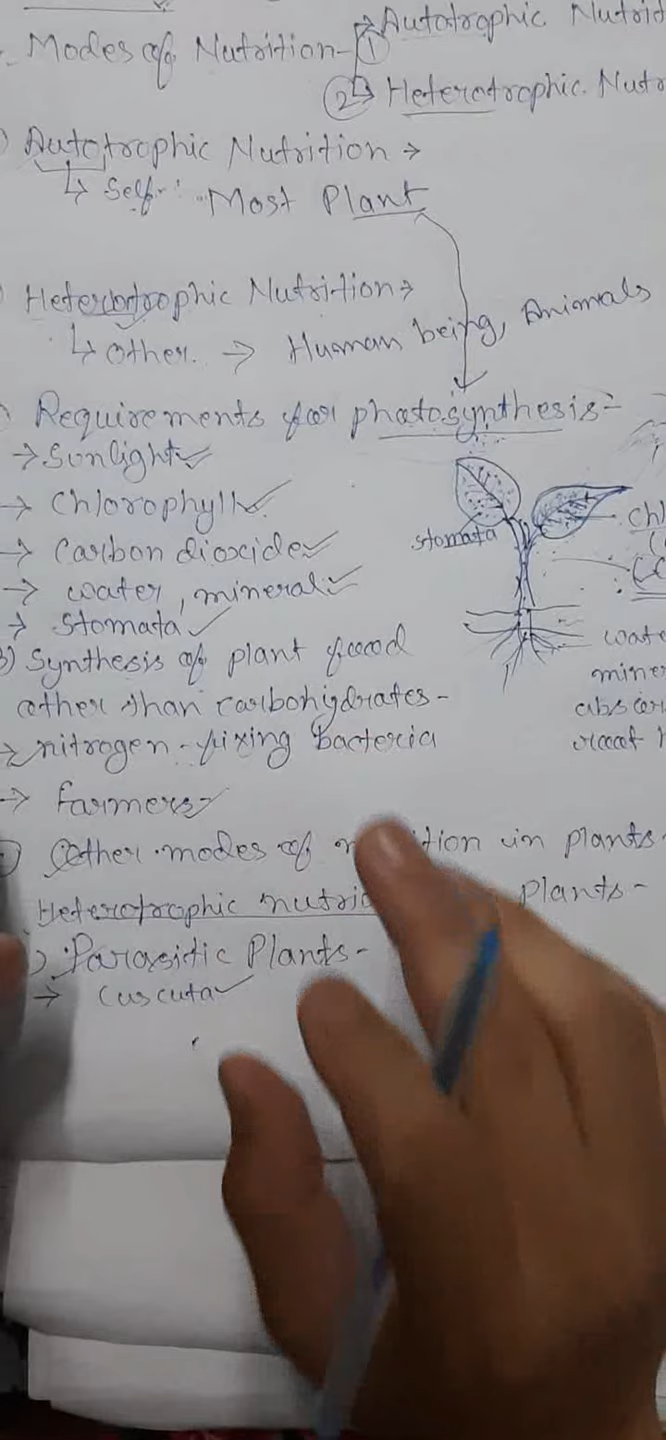 Modes of Nutrition- ① Autotrophic
② Heterotrophic
Autotrophic Nutrition →
↳ Self- Most Plant
Heterotrophic Nutrition →
↳ Other. → Human being, Animals
Requirements for photosynthesis-
→ Sunlight ✓
→ Chlorophyll ✓
→ Carbon dioxide ✓
→ water, mineral ✓
→ Stomata ✓
stomata
3) Synthesis of plant food
other than carbohydrates-
→ nitrogen-fixing bacteria
→ farmers ✓
Other modes of in plants-
Heterotrophic plants-
Parasitic Plants-
→ Cuscuta ✓